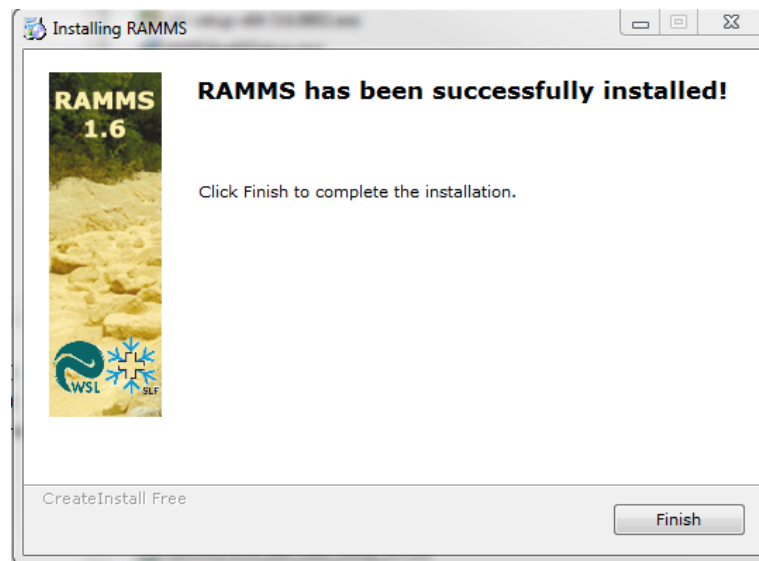 Installing RAMMS
RAMMS
1.6
RAMMS has been successfully installed!
Click Finish to complete the installation.
WSL
SLF
CreateInstall Free
Finish